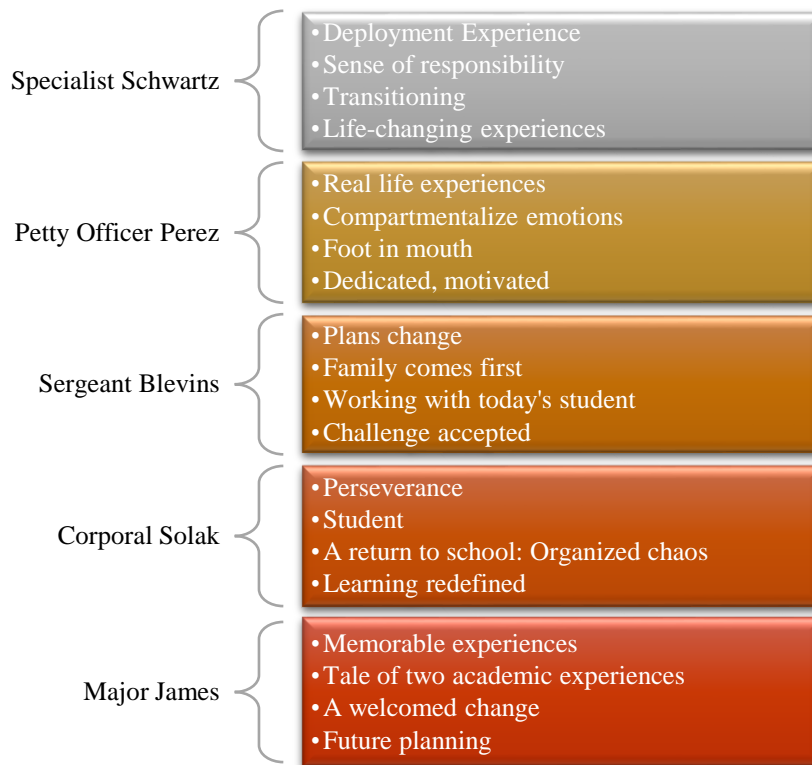 Specialist Schwartz
•Deployment Experience
•Sense of responsibility
•Transitioning
•Life-changing experiences
Petty Officer Perez
•Real life experiences
•Compartmentalize emotions
•Foot in mouth
•Dedicated, motivated
Sergeant Blevins
•Plans change
•Family comes first
•Working with today's student
•Challenge accepted
Corporal Solak
•Perseverance
•Student
•A return to school: Organized chaos
•Learning redefined
Major James
•Memorable experiences
•Tale of two academic experiences
•A welcomed change
•Future planning